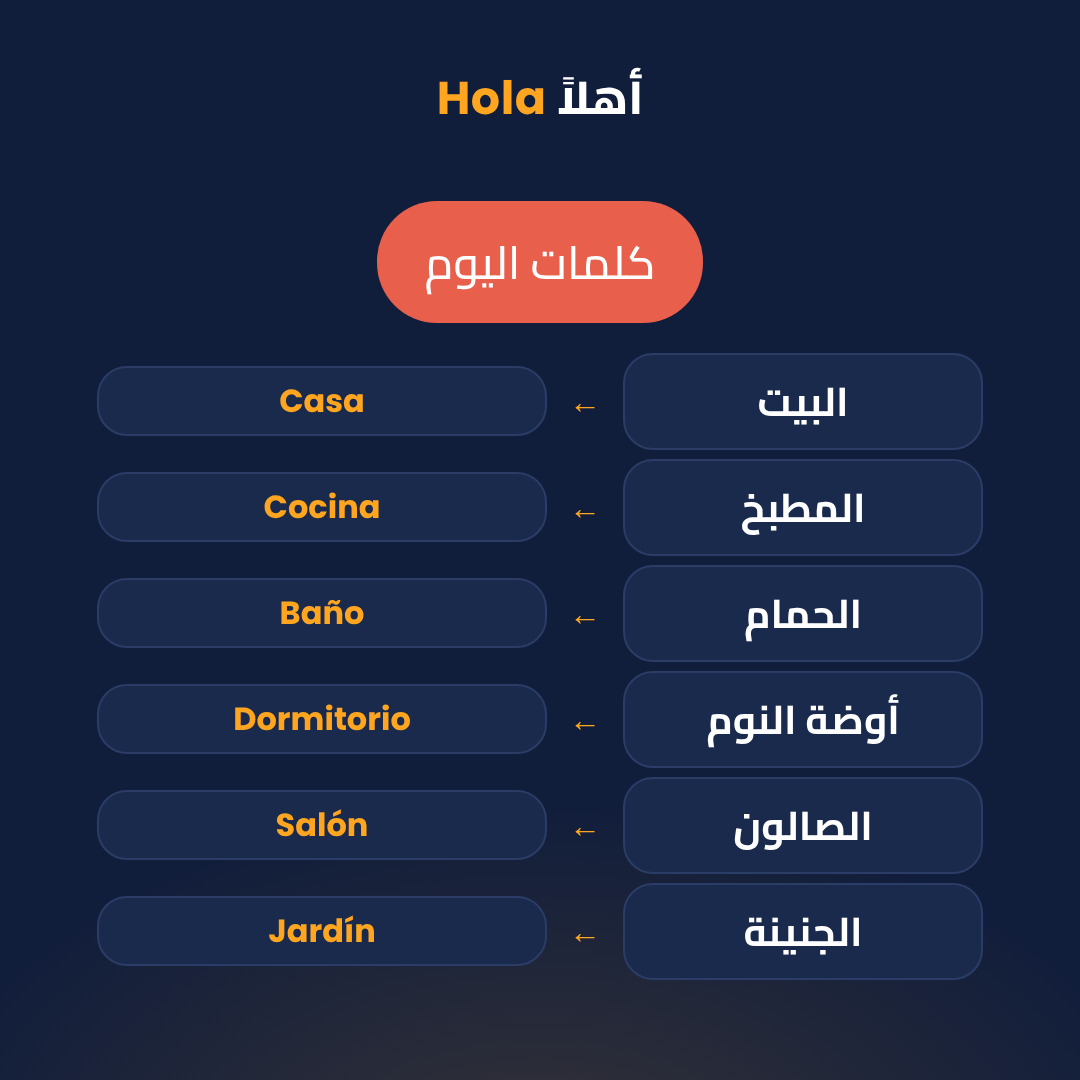 أهلاً Hola
كلمات اليوم
البيت ← Casa
المطبخ ← Cocina
الحمام ← Baño
أوضة النوم ← Dormitorio
الصالون ← Salón
الجنينة ← Jardín